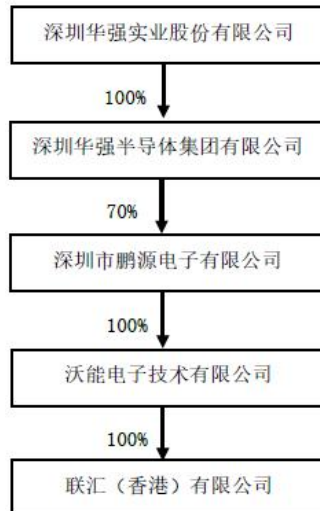 深圳华强实业股份有限公司
100%
深圳华强半导体集团有限公司
70%
深圳市鹏源电子有限公司
100%
沃能电子技术有限公司
100%
联汇（香港）有限公司